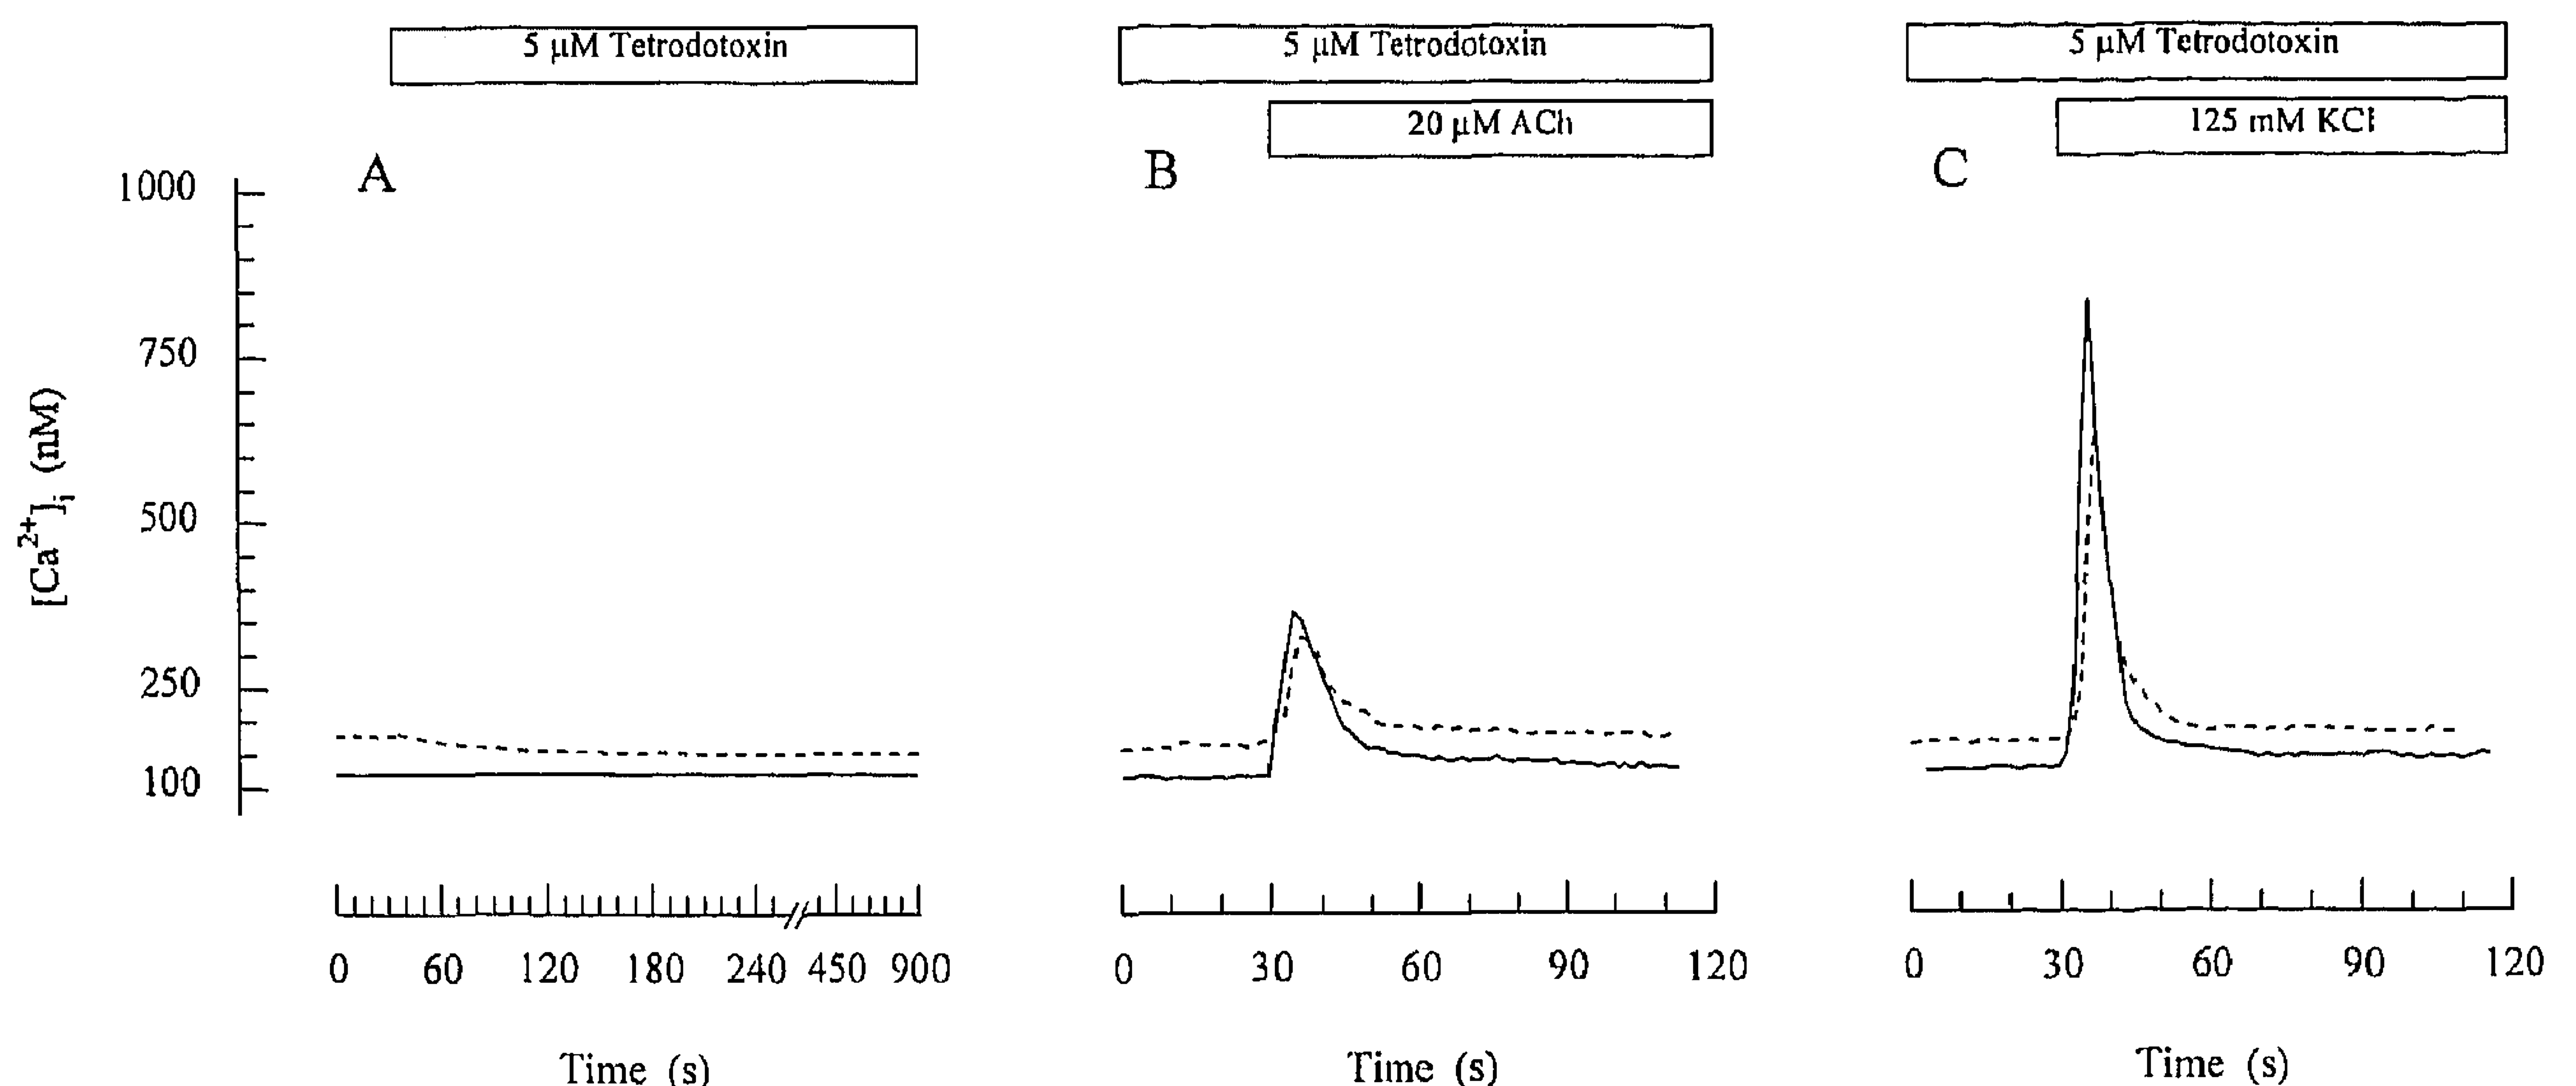 5 μM Tetrodotoxin
5 μM Tetrodotoxin
5 μM Tetrodotoxin
20 μM ACh
125 mM KCl
A
B
C
1000
750
500
250
100
[Ca2+]i (nM)
0 60 120 180 240 450 900
0 30 60 90 120
0 30 60 90 120
Time (s)
Time (s)
Time (s)